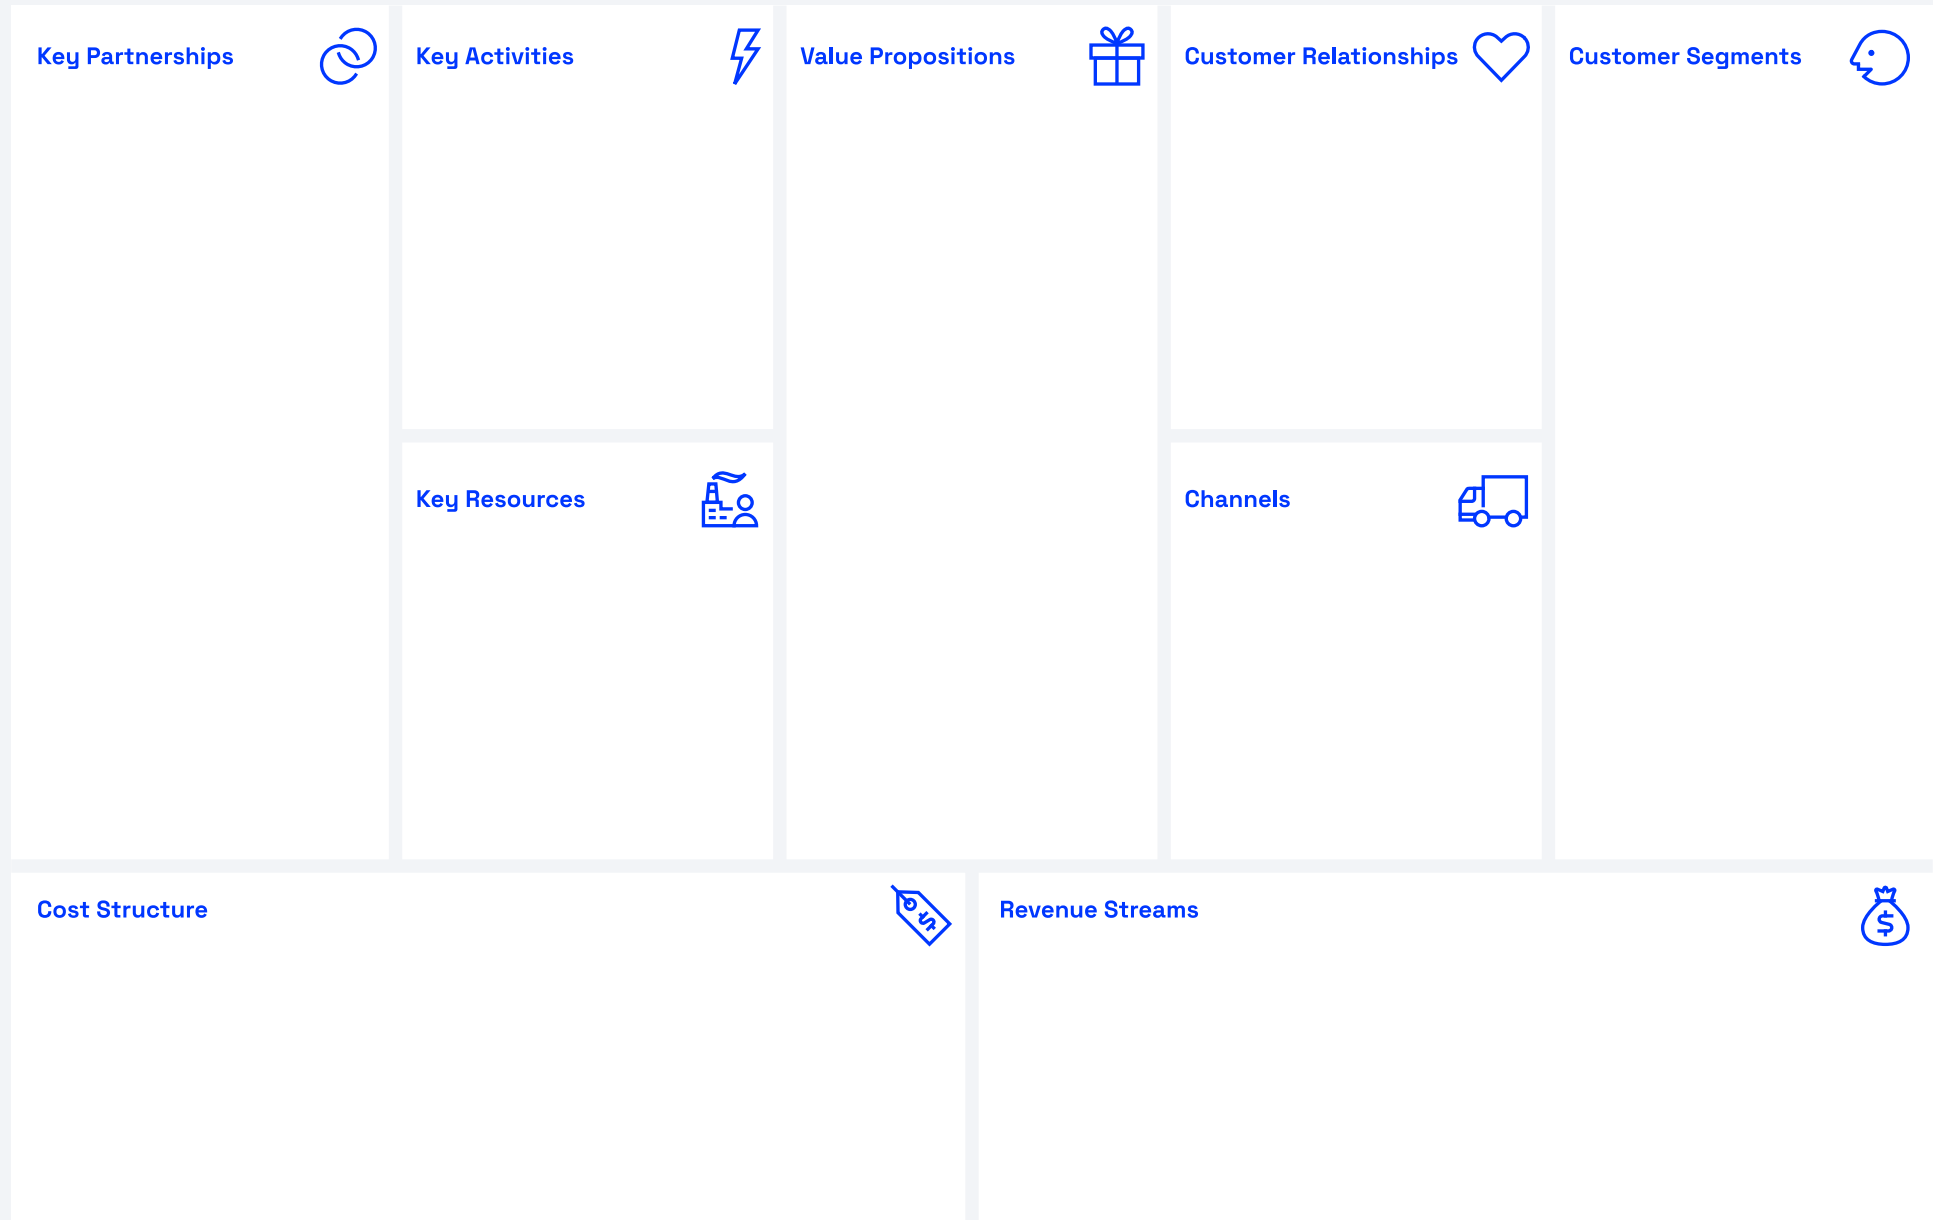 Key Partnerships
Key Activities
Value Propositions
Customer Relationships
Customer Segments
Key Resources
Channels
Cost Structure
$
Revenue Streams
$